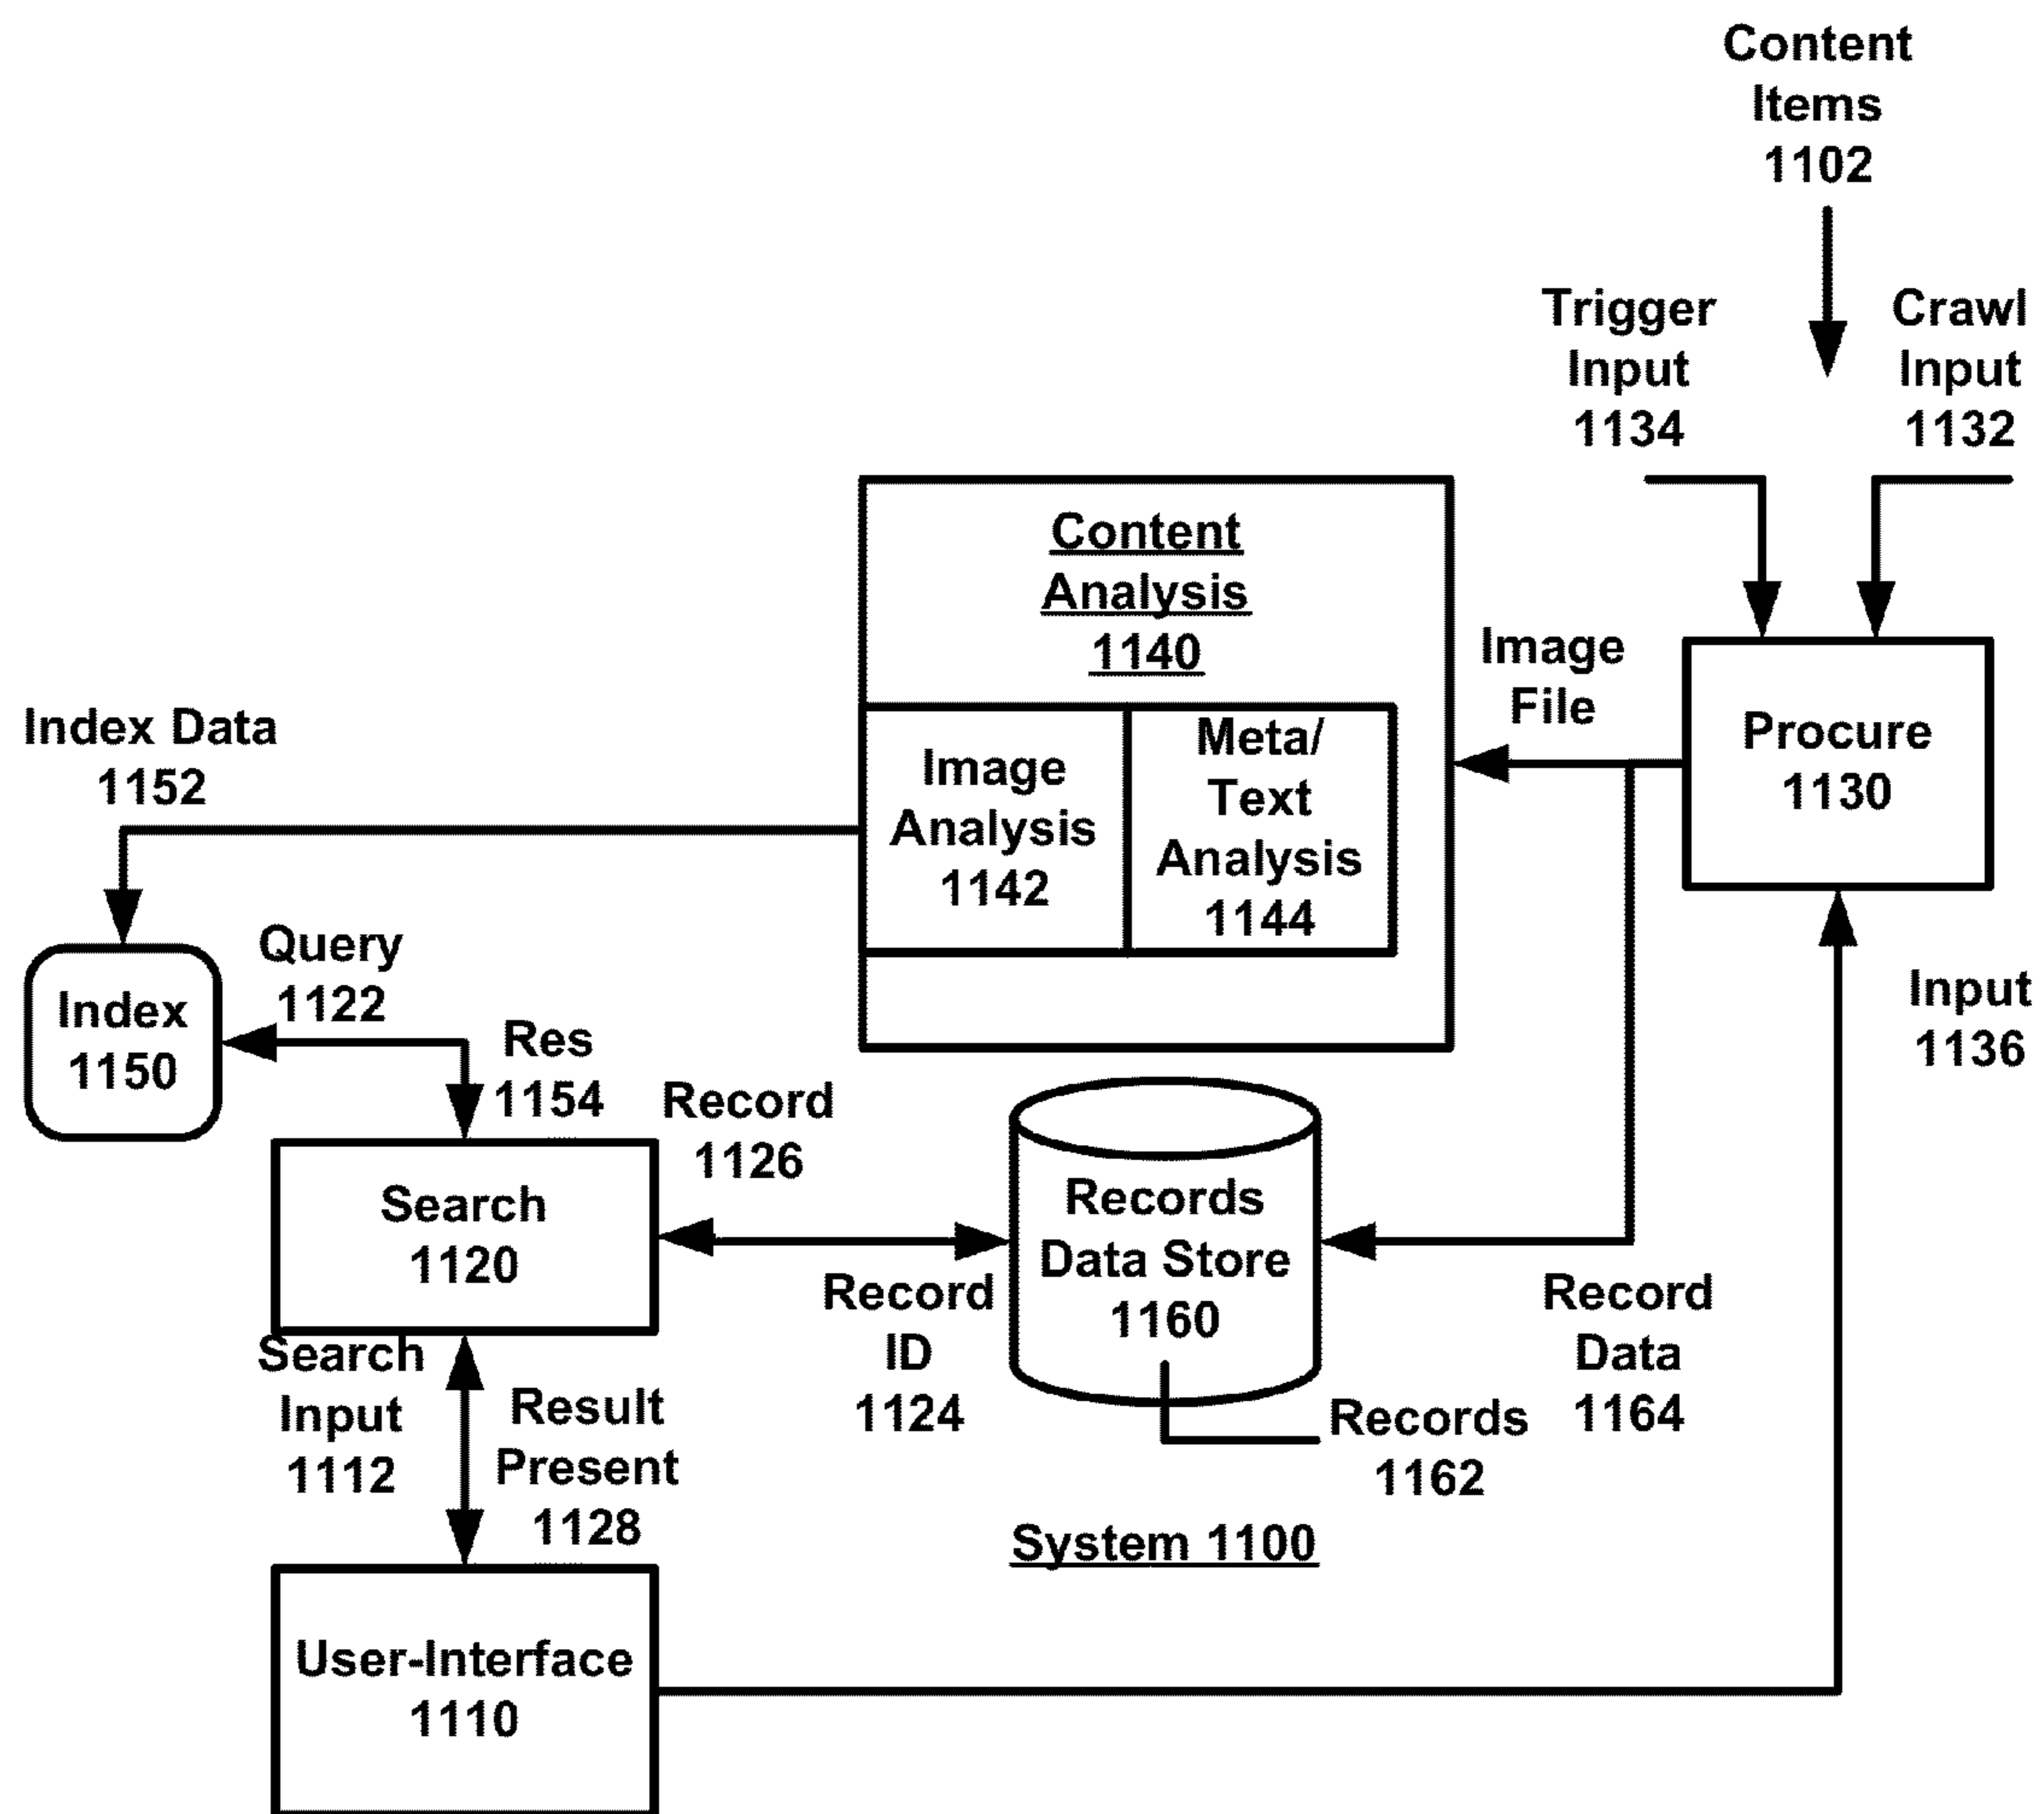 Content
Items
1102
Trigger
Input
1134
Crawl
Input
1132
Content
Analysis
1140
Image
File
Procure
1130
Index Data
1152
Image
Analysis
1142
Meta/
Text
Analysis
1144
Query
1122
Index
1150
Res
1154
Record
1126
Input
1136
Search
1120
Records
Data Store
1160
Record
ID
1124
Record
Data
1164
Search
Input
1112
Result
Present
1128
Records
1162
System 1100
User-Interface
1110